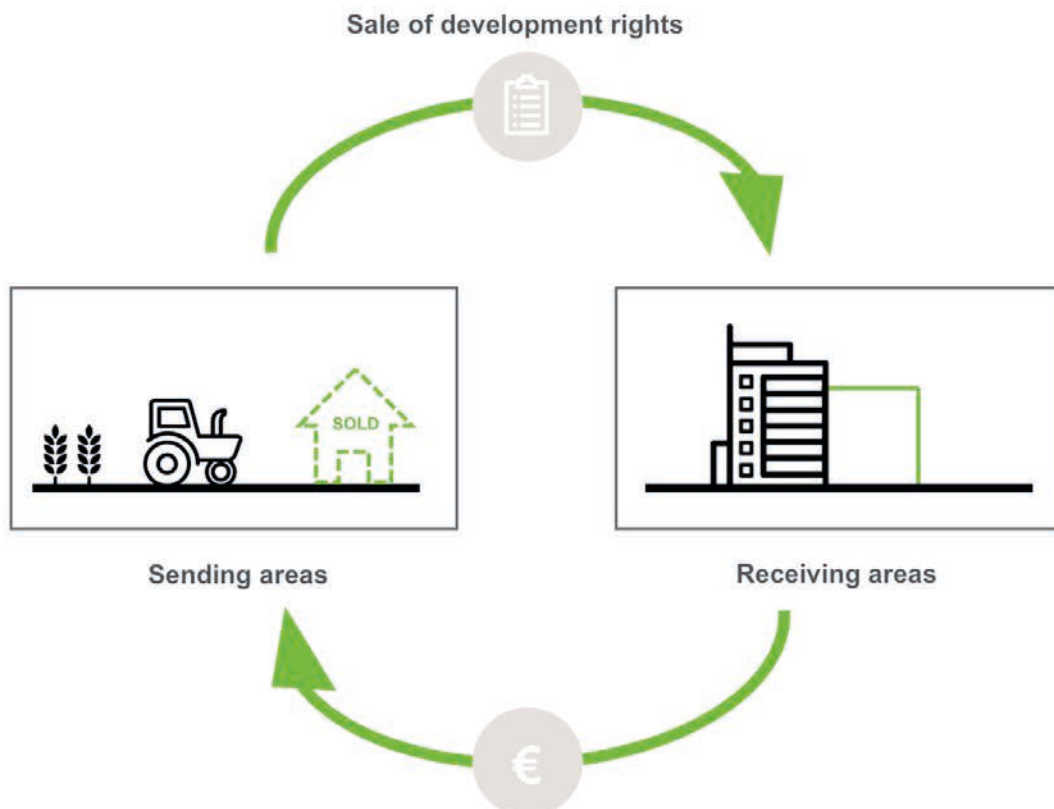 Sale of development rights
SOLD
Sending areas
Receiving areas
€